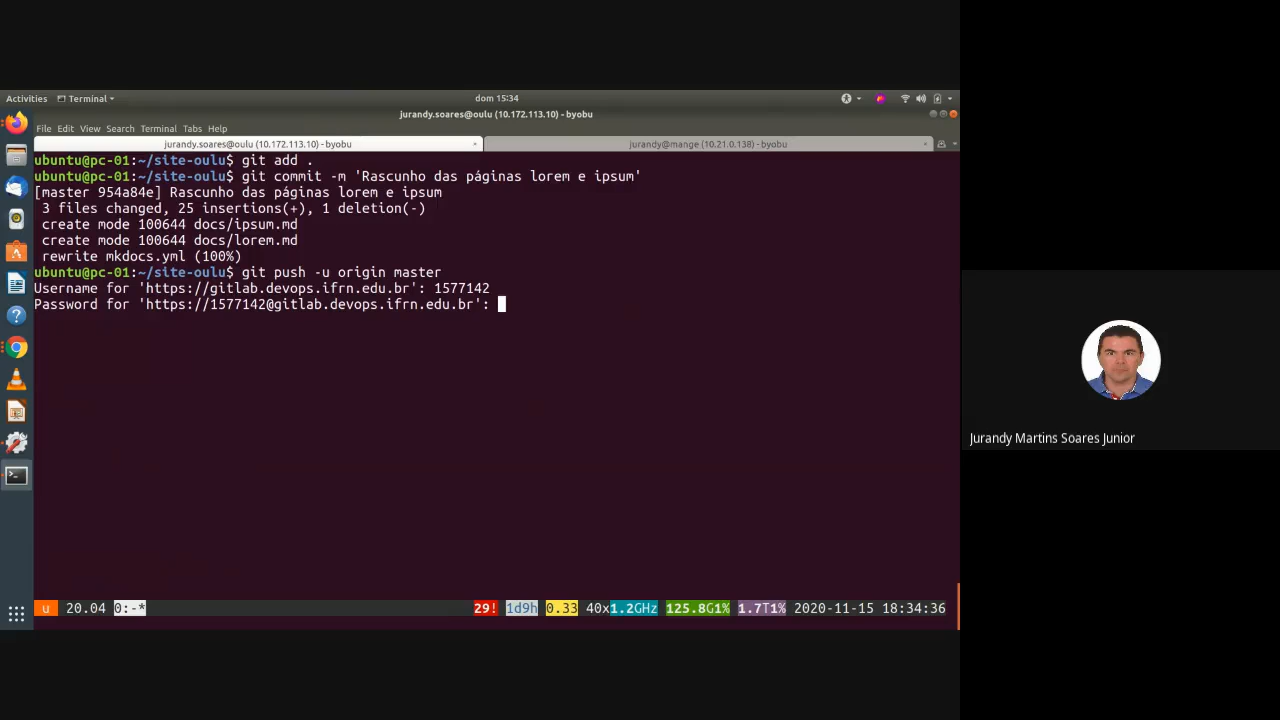 Activities Terminal dom 15:34
jurandy.soares@oulu (10.172.113.10) - byobu
File Edit View Search Terminal Tabs Help
jurandy.soares@oulu (10.172.113.10) - byobu × jurandy@mange (10.21.0.138) - byobu ×
ubuntu@pc-01:~/site-oulu$ git add .
ubuntu@pc-01:~/site-oulu$ git commit -m 'Rascunho das páginas lorem e ipsum'
[master 954a84e] Rascunho das páginas lorem e ipsum
3 files changed, 25 insertions(+), 1 deletion(-)
create mode 100644 docs/ipsum.md
create mode 100644 docs/lorem.md
rewrite mkdocs.yml (100%)
ubuntu@pc-01:~/site-oulu$ git push -u origin master
Username for 'https://gitlab.devops.ifrn.edu.br': 1577142
Password for 'https://1577142@gitlab.devops.ifrn.edu.br':
Jurandy Martins Soares Junior
u 20.04 0:-* 29! 1d9h 0.33 40x1.2GHz 125.8G1% 1.7T1% 2020-11-15 18:34:36